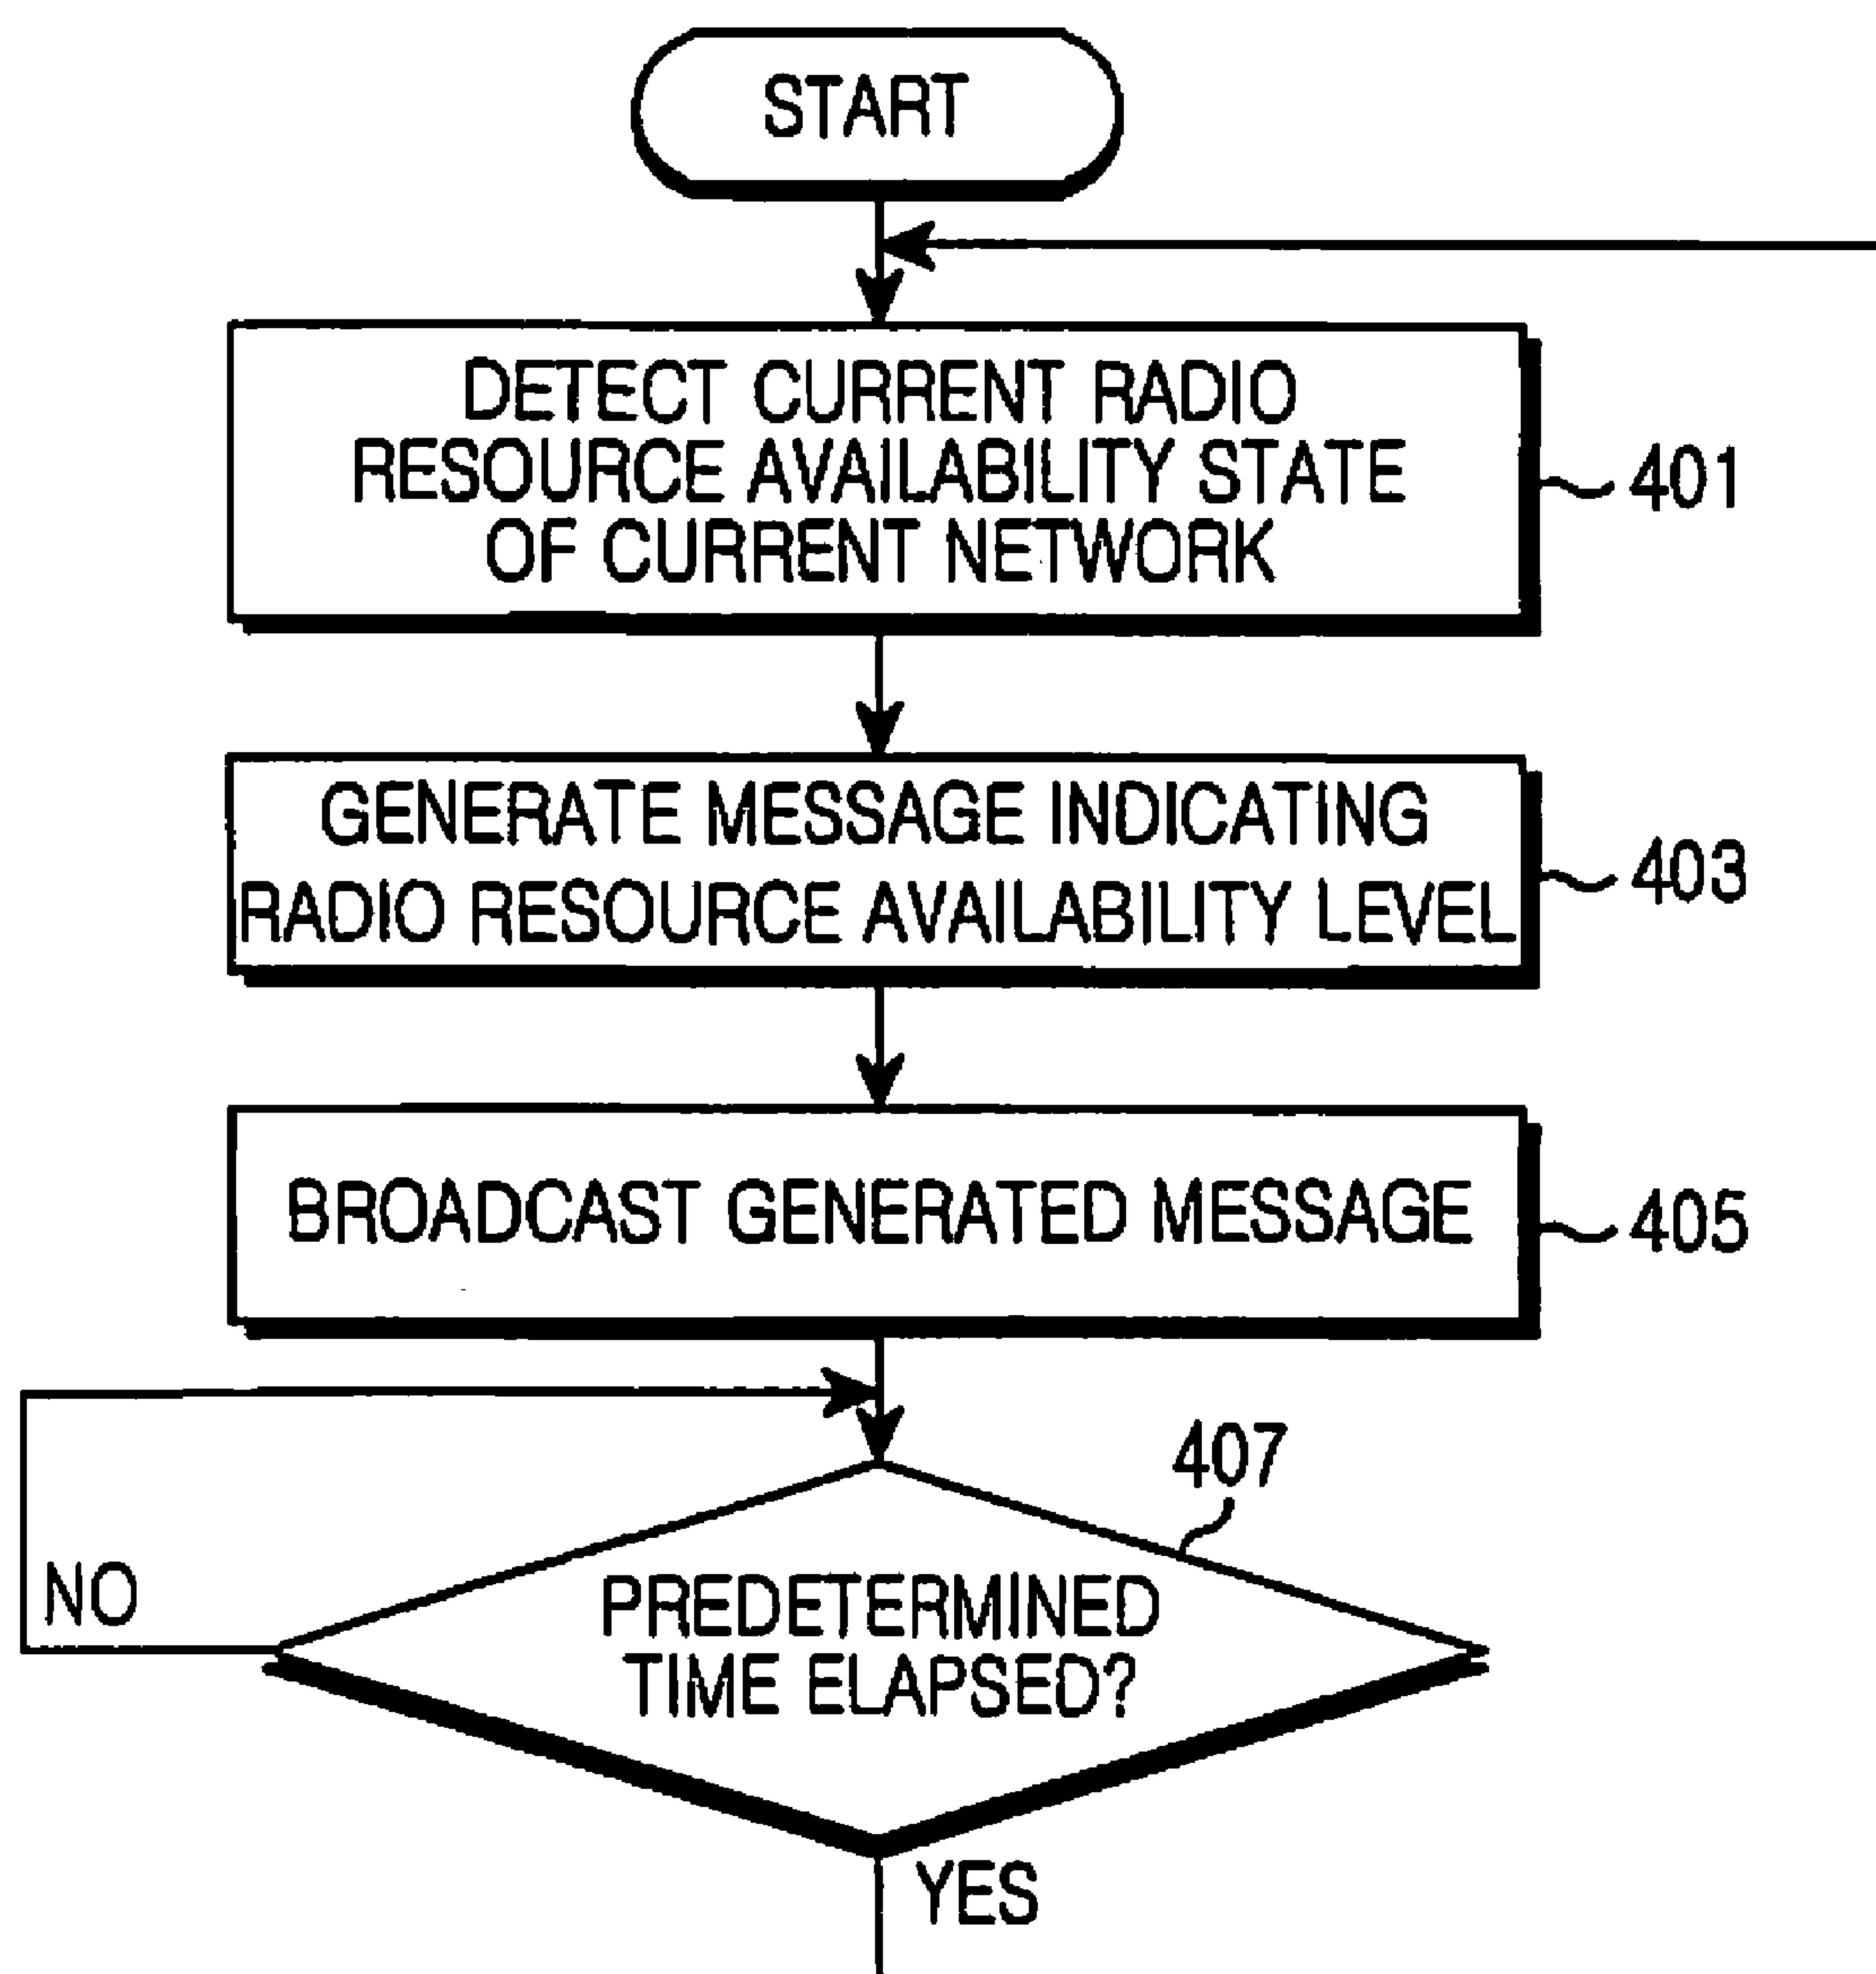 START
DETECT CURRENT RADIO
RESOURCE AVAILABILITY STATE
OF CURRENT NETWORK
401
GENERATE MESSAGE INDICATING
RADIO RESOURCE AVAILABILITY LEVEL
403
BROADCAST GENERATED MESSAGE
405
407
NO
PREDETERMINED
TIME ELAPSED?
YES